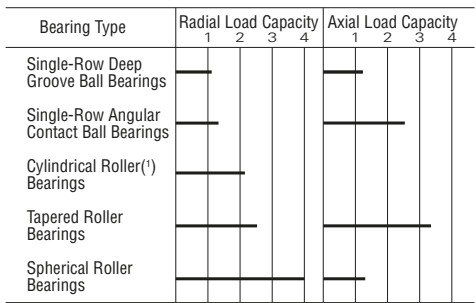 Bearing Type Radial Load Capacity Axial Load Capacity
1 2 3 4 1 2 3 4
Single-Row Deep
Groove Ball Bearings
Single-Row Angular
Contact Ball Bearings
Cylindrical Roller(¹)
Bearings
Tapered Roller
Bearings
Spherical Roller
Bearings